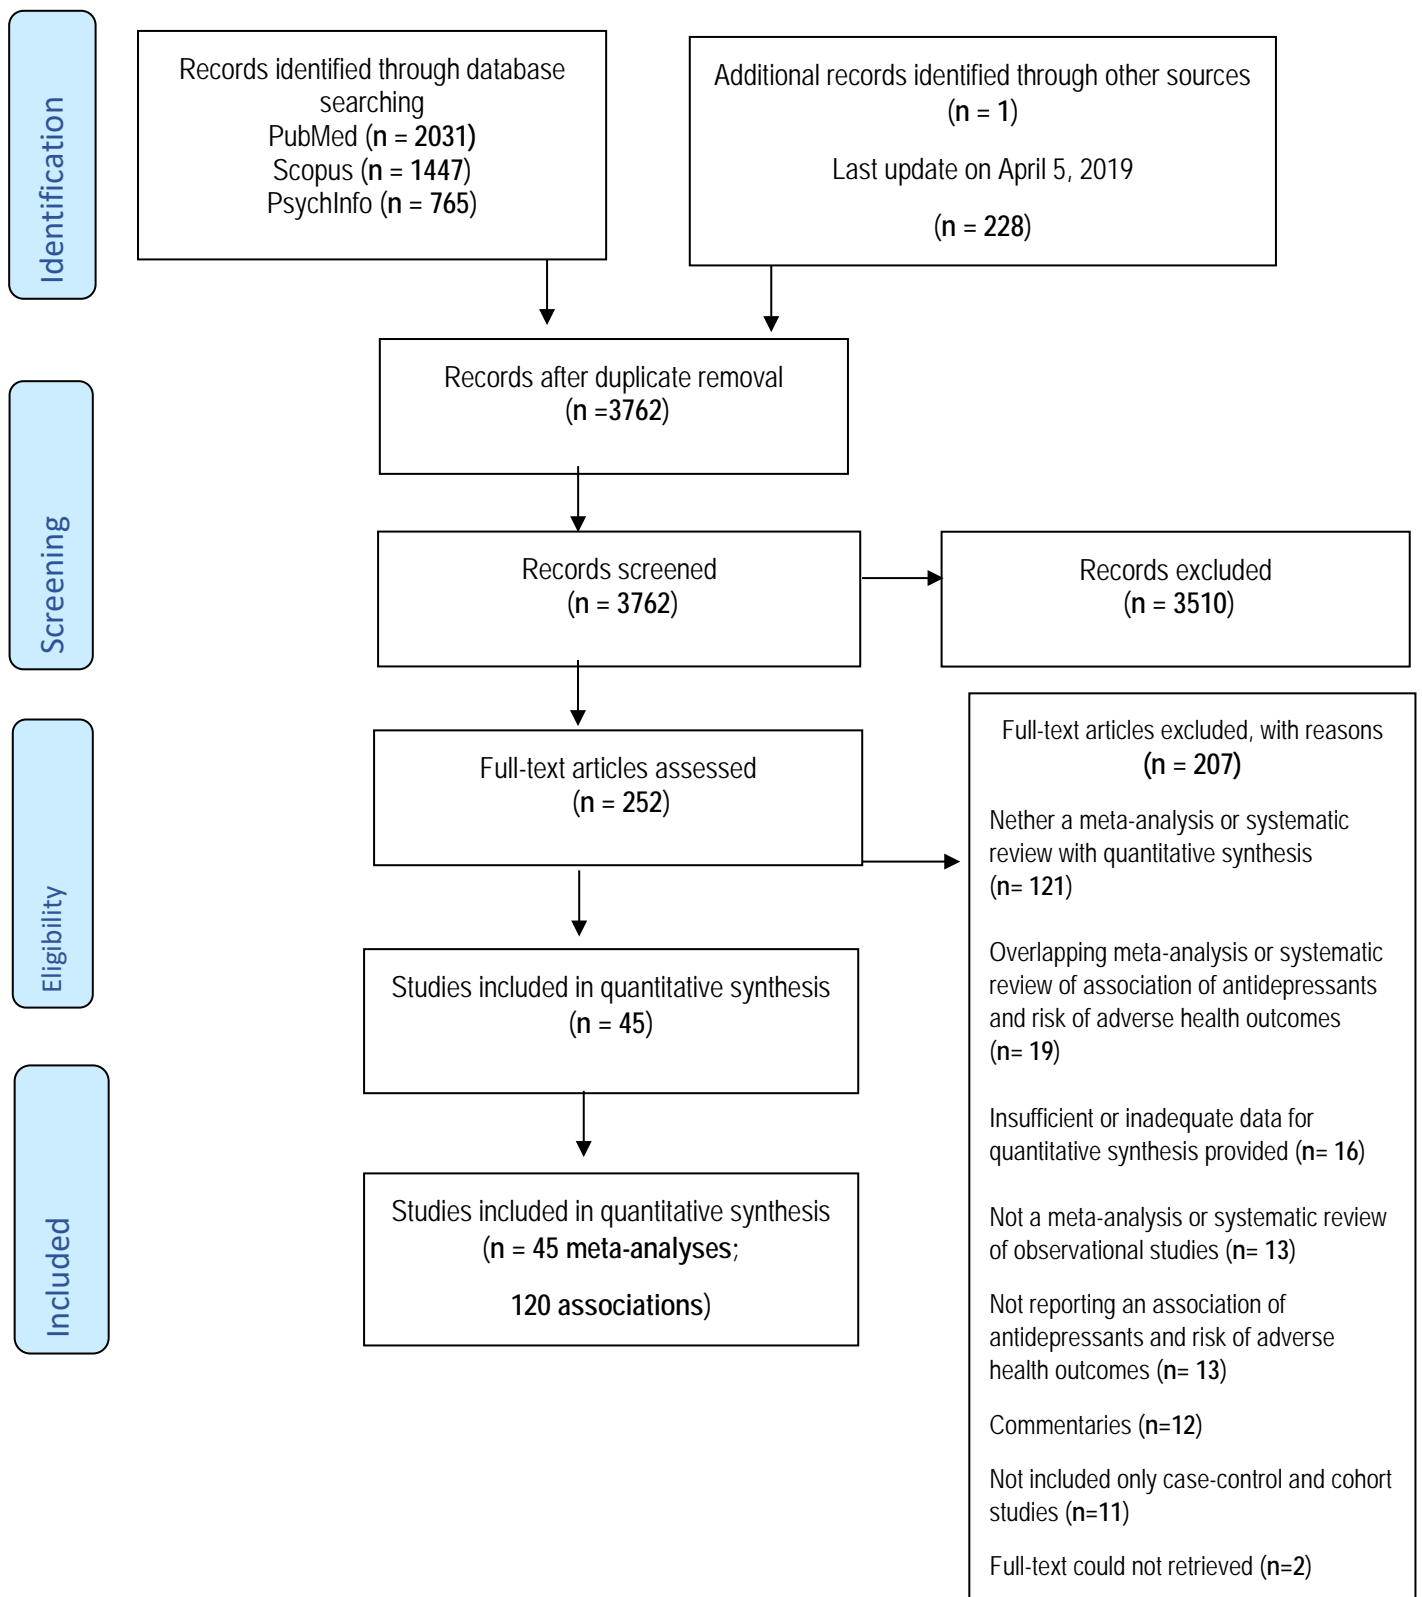 Identification
Records identified through database
searching
PubMed (n = 2031)
Scopus (n = 1447)
PsychInfo (n = 765)
Additional records identified through other sources
(n = 1)
Last update on April 5, 2019
(n = 228)
Records after duplicate removal
(n =3762)
Screening
Records screened
(n = 3762)
Records excluded
(n = 3510)
Eligibility
Full-text articles assessed
(n = 252)
Full-text articles excluded, with reasons
(n = 207)
Nether a meta-analysis or systematic
review with quantitative synthesis
(n= 121)
Overlapping meta-analysis or systematic
review of association of antidepressants
and risk of adverse health outcomes
(n= 19)
Insufficient or inadequate data for
quantitative synthesis provided (n= 16)
Not a meta-analysis or systematic review
of observational studies (n= 13)
Not reporting an association of
antidepressants and risk of adverse
health outcomes (n= 13)
Commentaries (n=12)
Not included only case-control and cohort
studies (n=11)
Full-text could not retrieved (n=2)
Studies included in quantitative synthesis
(n = 45)
Included
Studies included in quantitative synthesis
(n = 45 meta-analyses;
120 associations)